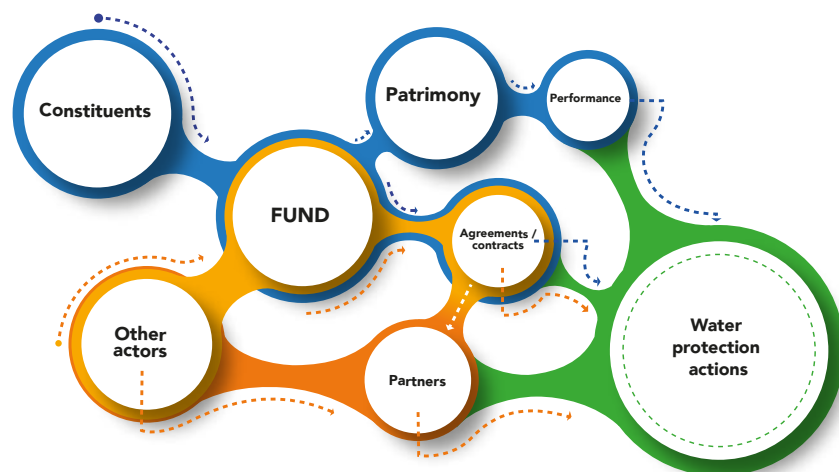 Constituents
Patrimony
Performance
FUND
Agreements /
contracts
Other
actors
Partners
Water
protection
actions